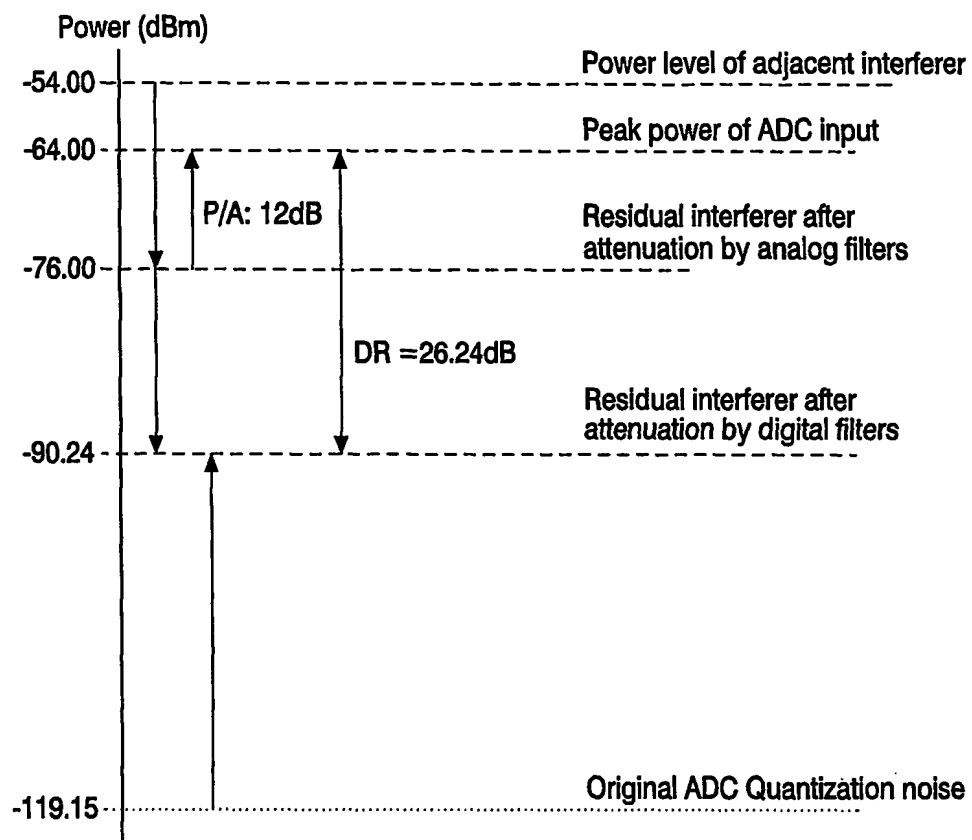 Power (dBm)
-54.00
Power level of adjacent interferer
-64.00
Peak power of ADC input
P/A: 12dB
Residual interferer after
attenuation by analog filters
-76.00
DR =26.24dB
Residual interferer after
attenuation by digital filters
-90.24
-119.15
Original ADC Quantization noise